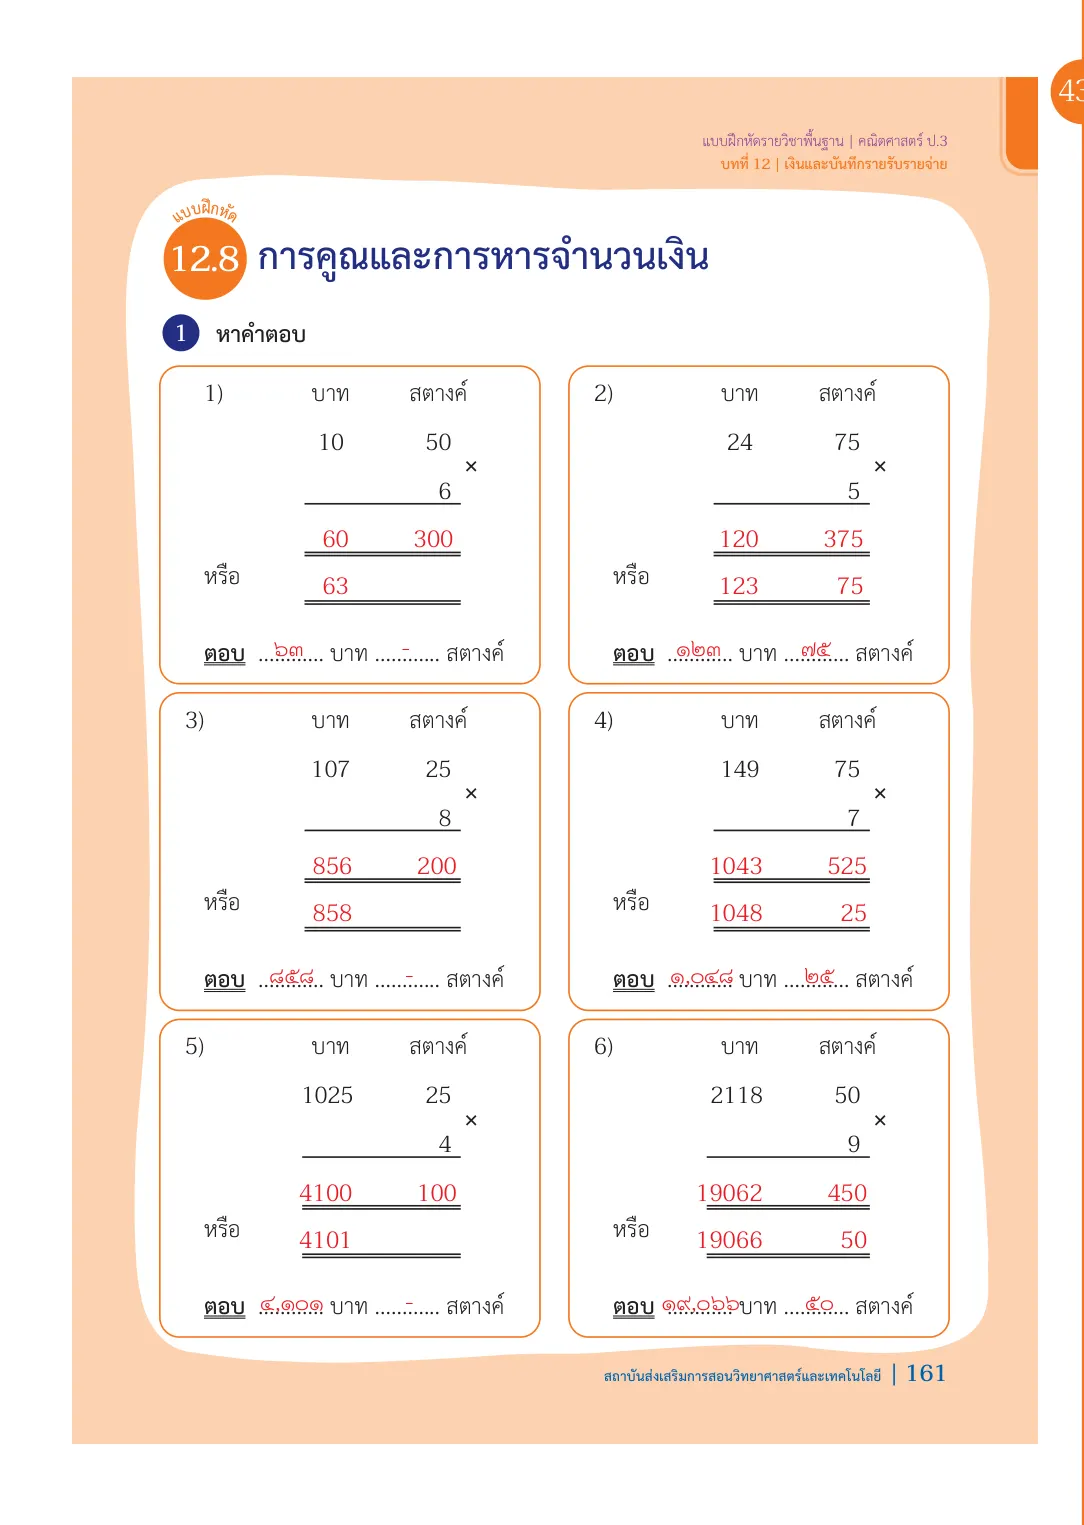 43
แบบฝึกหัดรายวิชาพื้นฐาน | คณิตศาสตร์ ป.3
บทที่ 12 | เงินและบันทึกรายรับรายจ่าย
แบบฝึกหัด
12.8 การคูณและการหารจำนวนเงิน
1 หาคำตอบ
1) บาท สตางค์
10 50
×
6
60 300
หรือ 63
ตอบ ๖๓ บาท - สตางค์
2) บาท สตางค์
24 75
×
5
120 375
หรือ 123 75
ตอบ ๑๒๓ บาท ๗๕ สตางค์
3) บาท สตางค์
107 25
×
8
856 200
หรือ 858
ตอบ ๘๕๘ บาท - สตางค์
4) บาท สตางค์
149 75
×
7
1043 525
หรือ 1048 25
ตอบ ๑,๐๔๘ บาท ๒๕ สตางค์
5) บาท สตางค์
1025 25
×
4
4100 100
หรือ 4101
ตอบ ๔,๑๐๑ บาท - สตางค์
6) บาท สตางค์
2118 50
×
9
19062 450
หรือ 19066 50
ตอบ ๑๙,๐๖๖ บาท ๕๐ สตางค์
สถาบันส่งเสริมการสอนวิทยาศาสตร์และเทคโนโลยี | 161